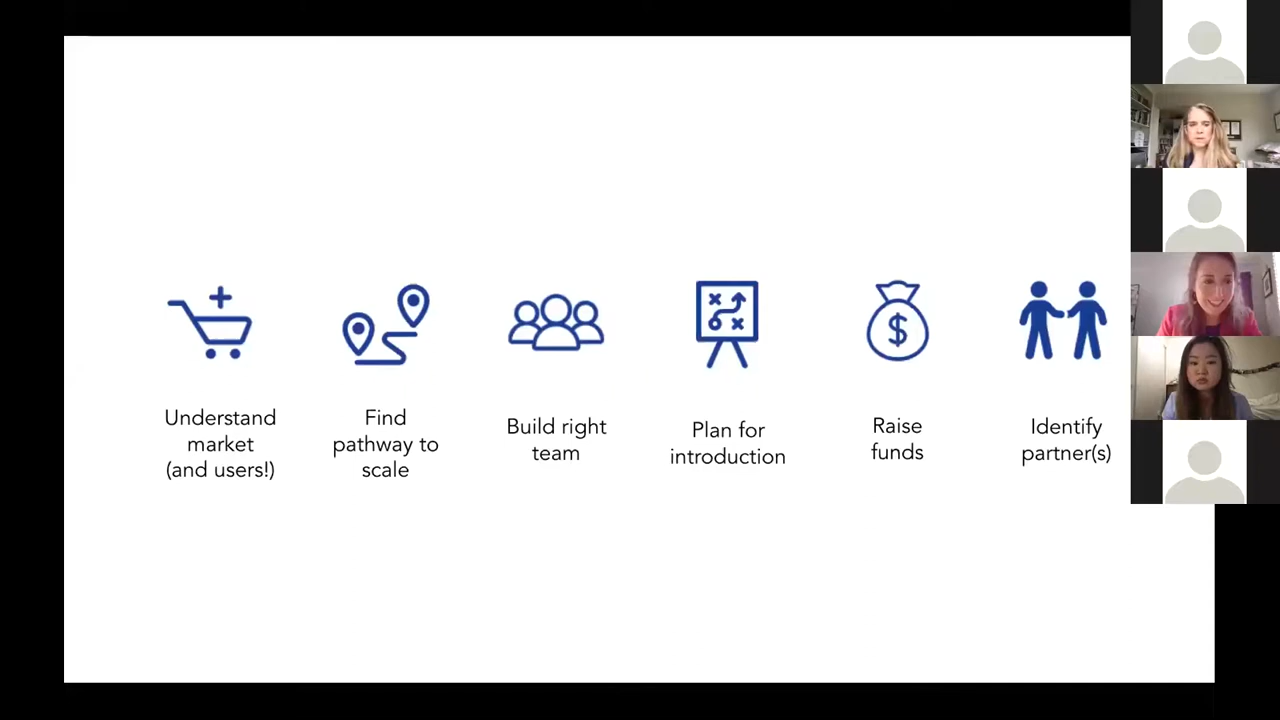 Understand
market
(and users!)
Find
pathway to
scale
Build right
team
Plan for
introduction
Raise
funds
Identify
partner(s)